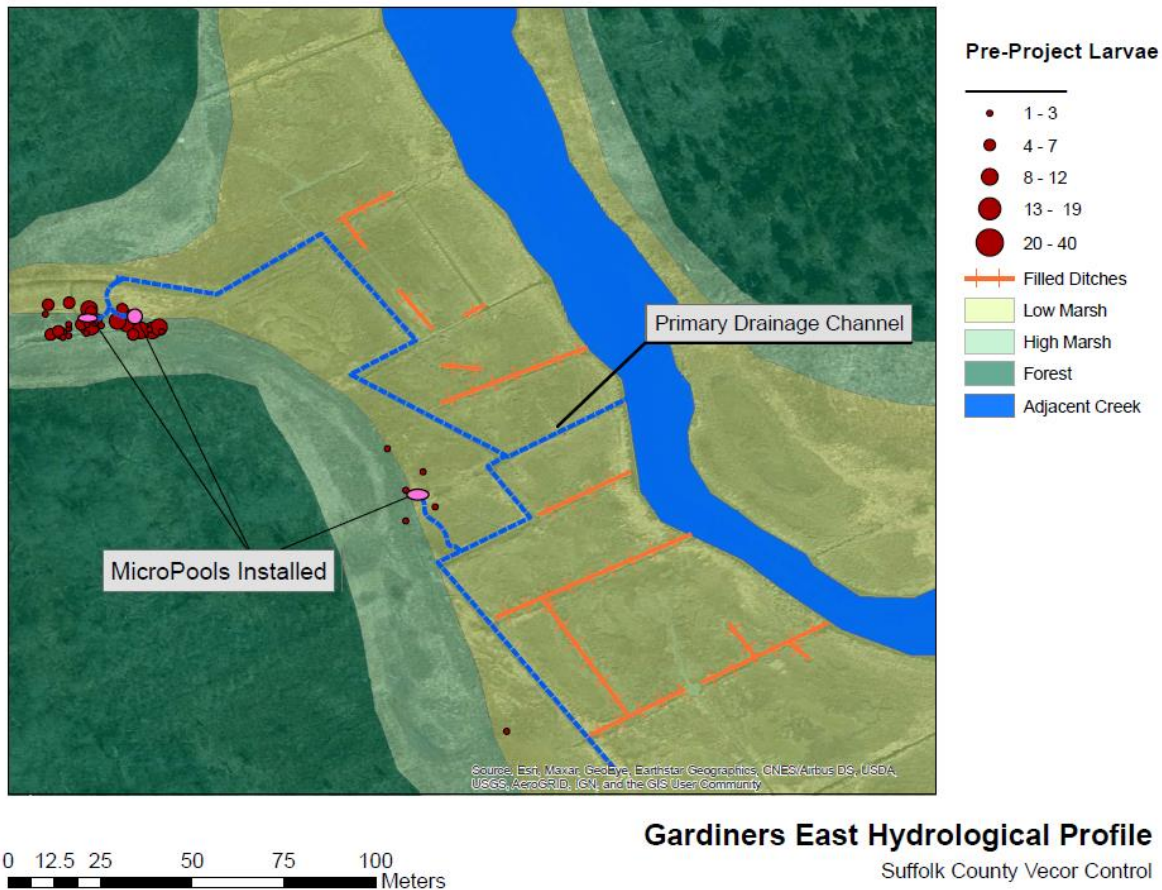 Pre-Project Larvae
1 - 3
4 - 7
8 - 12
13 - 19
20 - 40
Filled Ditches
Low Marsh
High Marsh
Forest
Adjacent Creek
Primary Drainage Channel
MicroPools Installed
Source: Esri, Maxar, GeoEye, Earthstar Geographics, CNES/Airbus DS, USDA,
USGS, AeroGRID, IGN, and the GIS User Community
Gardiners East Hydrological Profile
Suffolk County Vecor Control
0 12.5 25 50 75 100
Meters